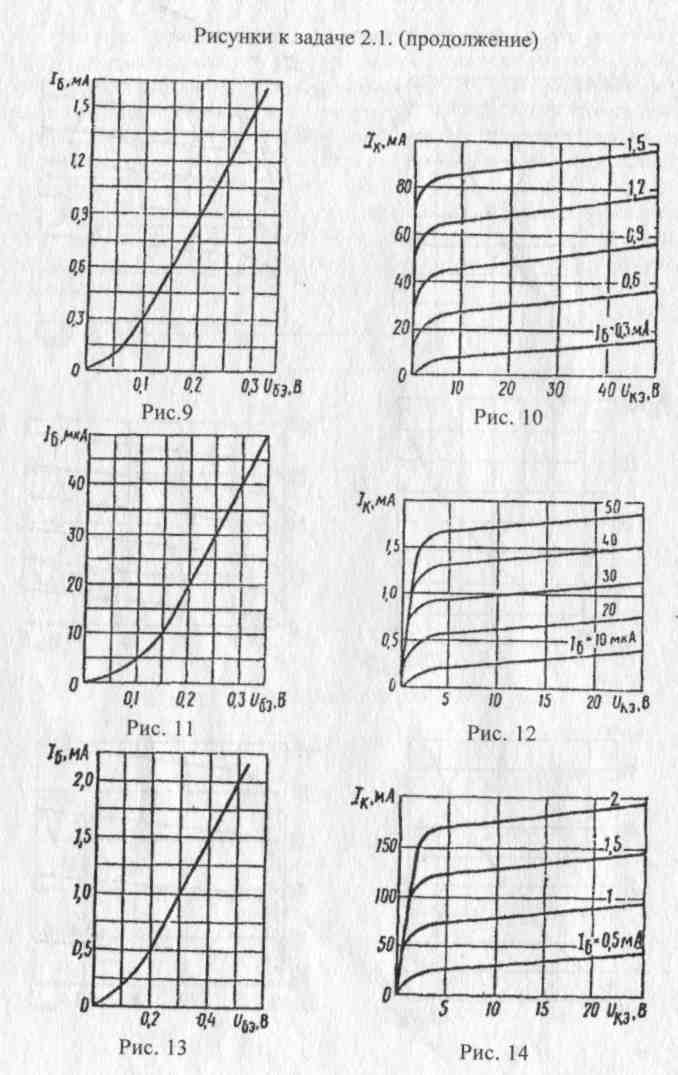 Рисунки к задаче 2.1. (продолжение)
Iб,мА
1,5
1,2
0,9
0,6
0,3
0
0,1 0,2 0,3 Uбэ,В
Рис.9
Iк,мА
80
60
40
20
0
1,5
1,2
0,9
0,6
Iб=0,3мА
10 20 30 40 Uкэ,В
Рис. 10
Iб,мкА
40
30
20
10
0
0,1 0,2 0,3 Uбэ,В
Рис. 11
Iк,мА
1,5
1,0
0,5
0
50
40
30
20
Iб=10 мкА
5 10 15 20 Uкэ,В
Рис. 12
Iб,мА
2,0
1,5
1,0
0,5
0
0,2 0,4 Uбэ,В
Рис. 13
Iк,мА
150
100
50
0
2
1,5
1
Iб=0,5мА
5 10 15 20 Uкэ,В
Рис. 14